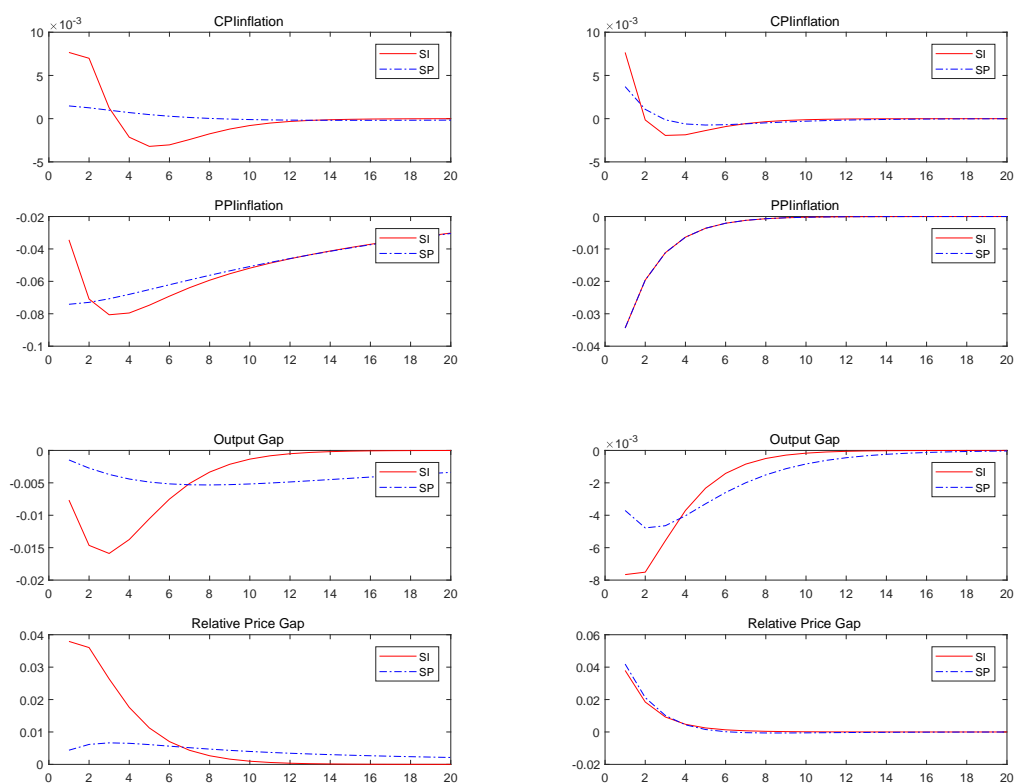 CPIinflation
×10⁻³
10
5
0
-5
0 2 4 6 8 10 12 14 16 18 20
SI
SP
PPIinflation
-0.02
-0.04
-0.06
-0.08
-0.1
0 2 4 6 8 10 12 14 16 18 20
SI
SP
Output Gap
0
-0.005
-0.01
-0.015
-0.02
0 2 4 6 8 10 12 14 16 18 20
SI
SP
Relative Price Gap
0.04
0.03
0.02
0.01
0
0 2 4 6 8 10 12 14 16 18 20
SI
SP
CPIinflation
×10⁻³
10
5
0
-5
0 2 4 6 8 10 12 14 16 18 20
SI
SP
PPIinflation
0
-0.01
-0.02
-0.03
-0.04
0 2 4 6 8 10 12 14 16 18 20
SI
SP
Output Gap
×10⁻³
0
-2
-4
-6
-8
0 2 4 6 8 10 12 14 16 18 20
SI
SP
Relative Price Gap
0.06
0.04
0.02
0
-0.02
0 2 4 6 8 10 12 14 16 18 20
SI
SP